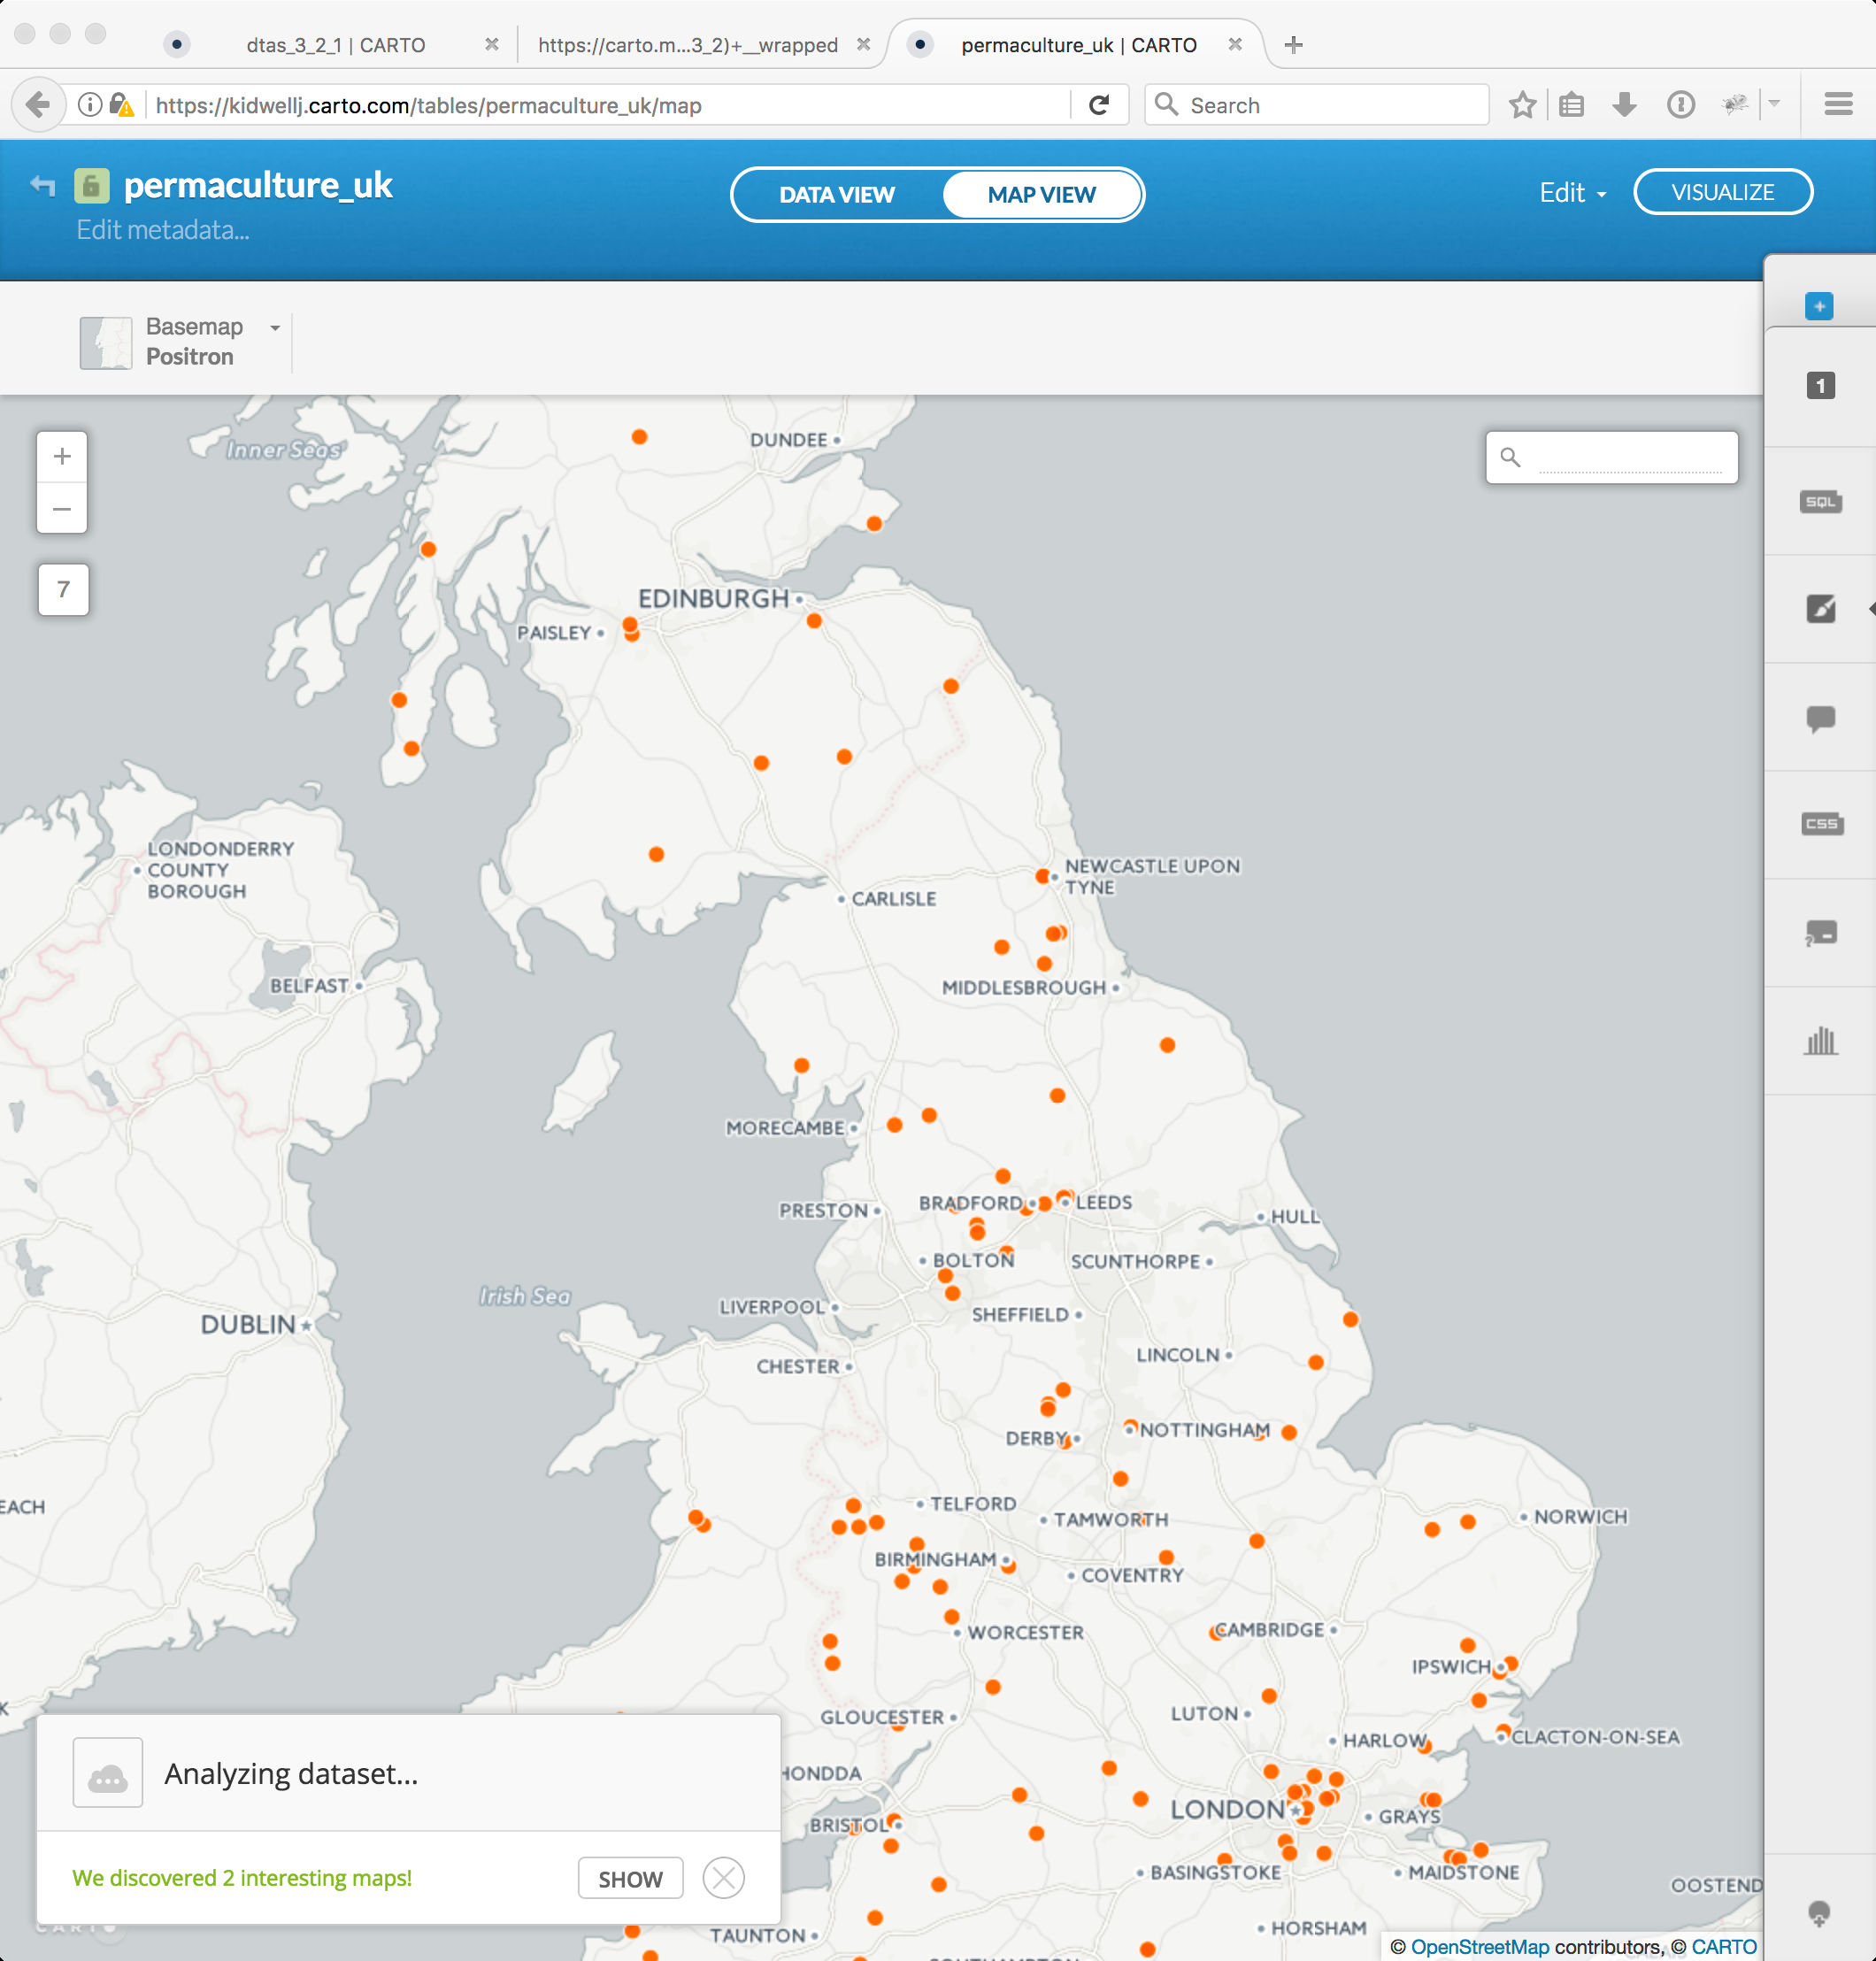 dtas_3_2_1 | CARTO
https://carto.m...3_2)+__wrapped
permaculture_uk | CARTO
https://kidwellj.carto.com/tables/permaculture_uk/map
Search
permaculture_uk
Edit metadata...
DATA VIEW
MAP VIEW
Edit
VISUALIZE
Basemap
Positron
1
SQL
CSS
?
+
−
7
Inner Seas
DUNDEE
EDINBURGH
PAISLEY
LONDONDERRY
COUNTY
BOROUGH
NEWCASTLE UPON
TYNE
CARLISLE
BELFAST
MIDDLESBROUGH
MORECAMBE
BRADFORD
LEEDS
PRESTON
HULL
BOLTON
SCUNTHORPE
Irish Sea
LIVERPOOL
SHEFFIELD
DUBLIN
LINCOLN
CHESTER
NOTTINGHAM
DERBY
EACH
TELFORD
TAMWORTH
NORWICH
BIRMINGHAM
COVENTRY
WORCESTER
CAMBRIDGE
IPSWICH
K
GLOUCESTER
LUTON
HARLOW
CLACTON-ON-SEA
HONDDA
LONDON
GRAYS
BRISTOL
BASINGSTOKE
MAIDSTONE
OOSTEND
HORSHAM
TAUNTON
SOUTHAMPTON
Analyzing dataset...
We discovered 2 interesting maps!
SHOW
CARTO
© OpenStreetMap contributors, © CARTO